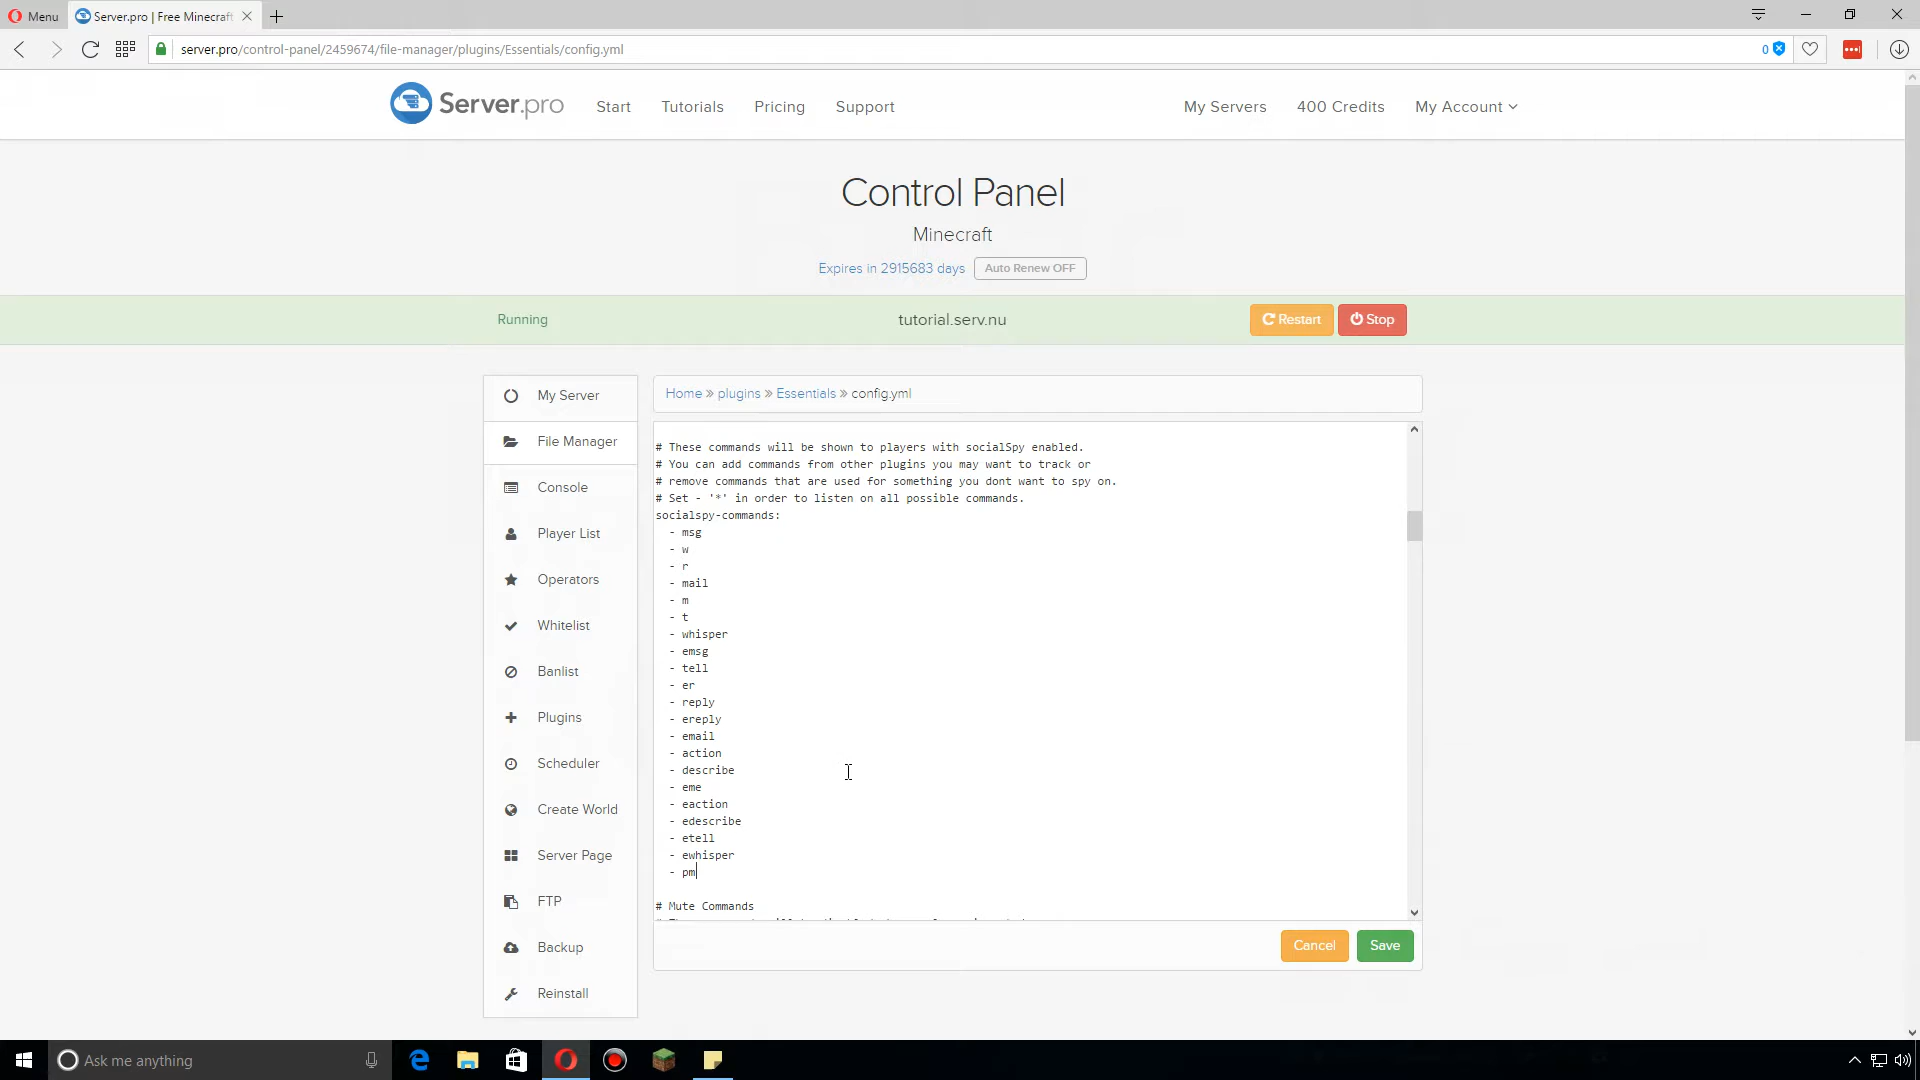 Menu
Server.pro | Free Minecraft
server.pro/control-panel/2459674/file-manager/plugins/Essentials/config.yml
0
Server.pro
Start
Tutorials
Pricing
Support
My Servers
400 Credits
My Account
Control Panel
Minecraft
Expires in 2915683 days
Auto Renew OFF
Running
tutorial.serv.nu
Restart
Stop
My Server
File Manager
Console
Player List
Operators
Whitelist
Banlist
Plugins
Scheduler
Create World
Server Page
FTP
Backup
Reinstall
Home » plugins » Essentials » config.yml
# These commands will be shown to players with socialSpy enabled.
# You can add commands from other plugins you may want to track or
# remove commands that are used for something you dont want to spy on.
# Set - '*' in order to listen on all possible commands.
socialspy-commands:
- msg
- w
- r
- mail
- m
- t
- whisper
- emsg
- tell
- er
- reply
- ereply
- email
- action
- describe
- eme
- eaction
- edescribe
- etell
- ewhisper
- pm
# Mute Commands
Cancel
Save
Ask me anything